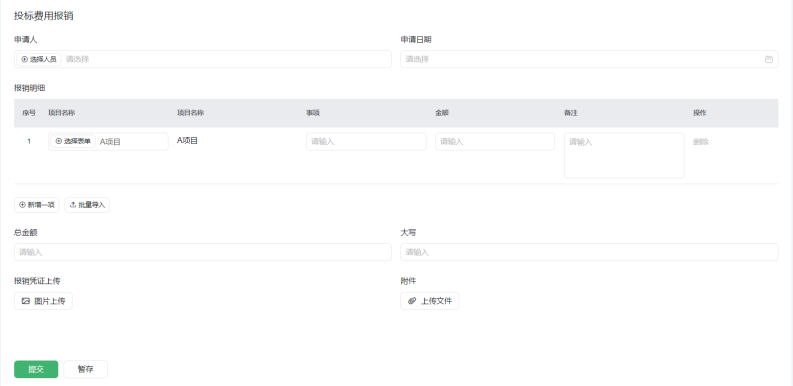 投标费用报销
申请人 申请日期
选择人员 请选择 请选择
报销明细
序号 项目名称 项目名称 事项 金额 备注 操作
1 选择表单 A项目 A项目 请输入 请输入 请输入 删除
新增一项 批量导入
总金额 大写
请输入 请输入
报销凭证上传 附件
图片上传 上传文件
提交 暂存